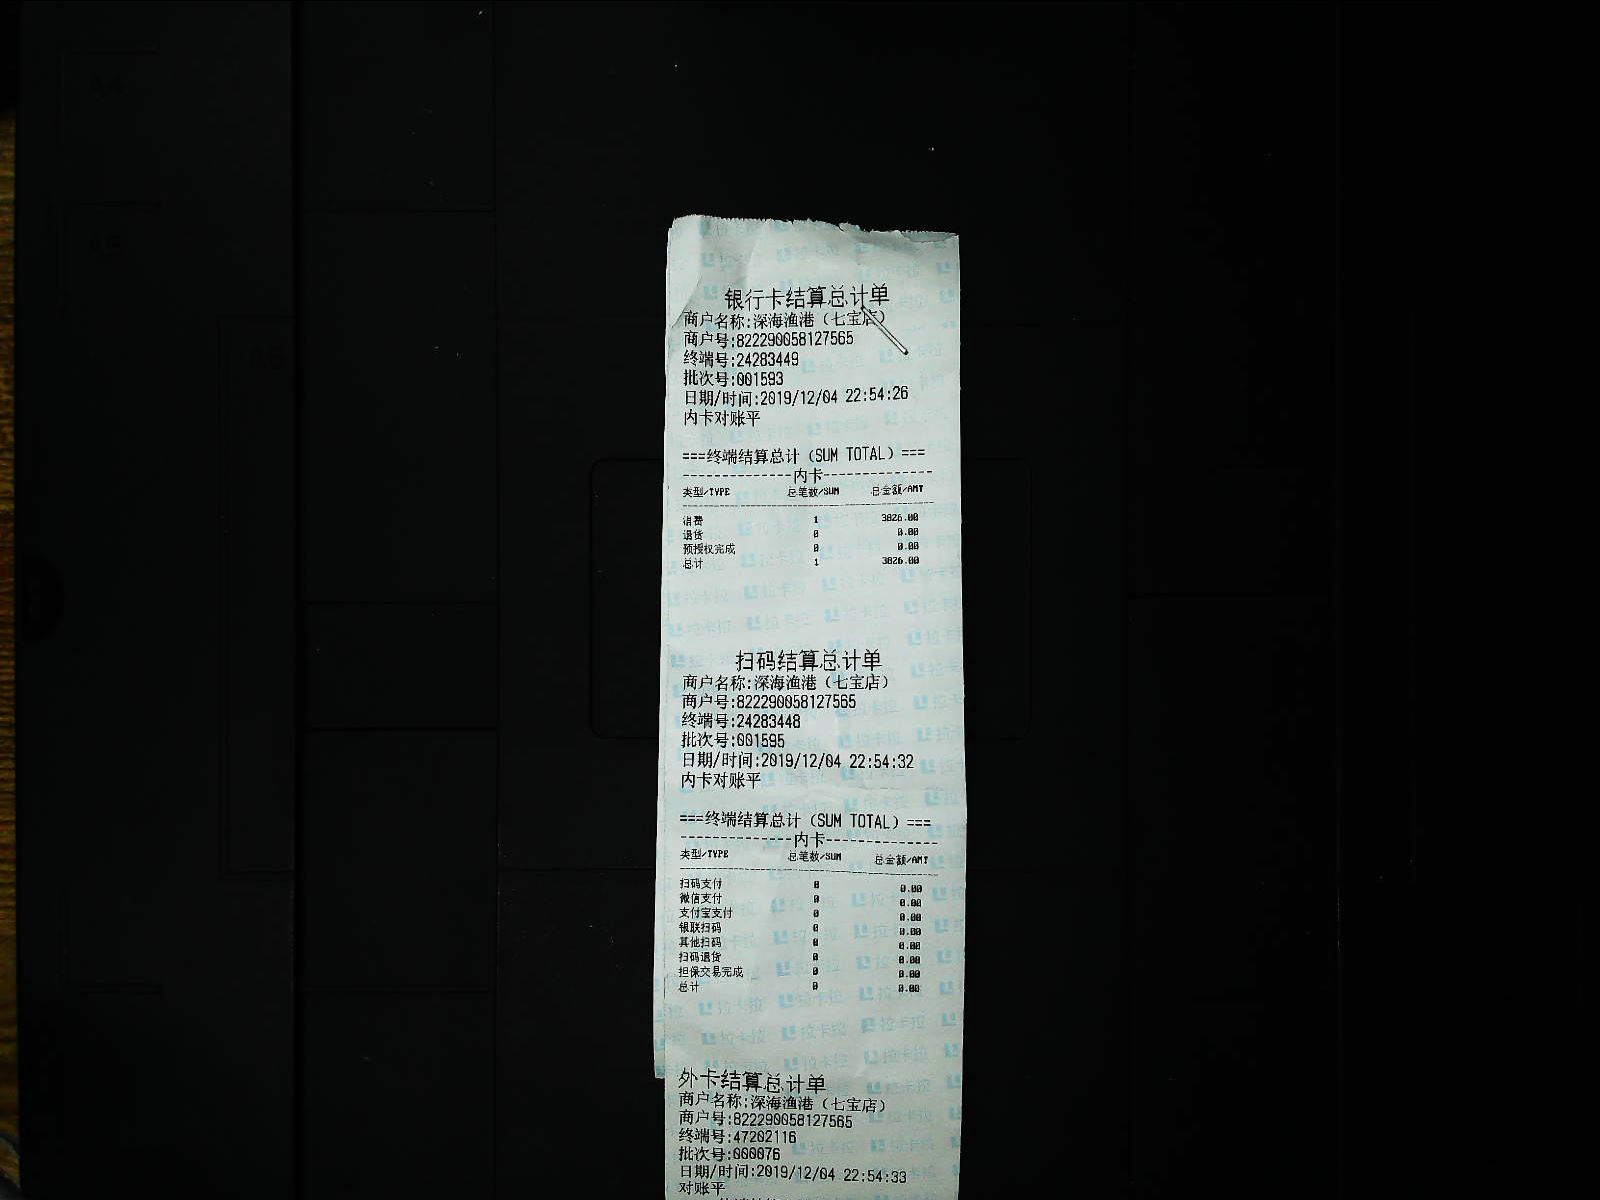 银行卡结算总计单
商户名称:深海渔港（七宝店）
商户号:822290058127565
终端号:24283449
批次号:001593
日期/时间:2019/12/04 22:54:26
内卡对账平
===终端结算总计（SUM TOTAL）===
--------------内卡--------------
类型/TYPE 总笔数/SUM 总金额/AMT
消费 1 3826.00
退货 0 0.00
预授权完成 0 0.00
总计 1 3826.00
扫码结算总计单
商户名称:深海渔港（七宝店）
商户号:822290058127565
终端号:24283448
批次号:001595
日期/时间:2019/12/04 22:54:32
内卡对账平
===终端结算总计（SUM TOTAL）===
--------------内卡--------------
类型/TYPE 总笔数/SUM 总金额/AMT
扫码支付 0 0.00
微信支付 0 0.00
支付宝支付 0 0.00
银联扫码 0 0.00
其他扫码 0 0.00
扫码退货 0 0.00
担保交易完成 0 0.00
总计 0 0.00
外卡结算总计单
商户名称:深海渔港（七宝店）
商户号:822290058127565
终端号:47202116
批次号:000076
日期/时间:2019/12/04 22:54:33
对账平